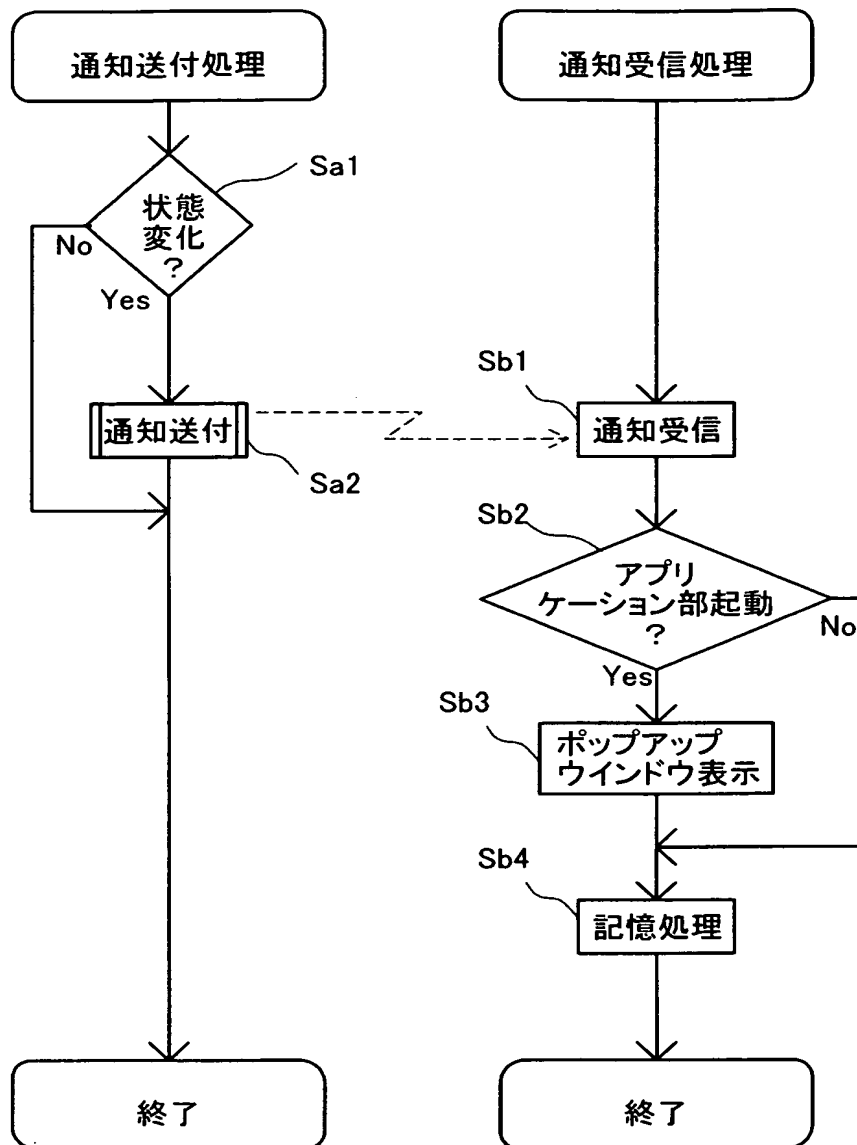 通知送付処理
Sa1
状態
変化
?
No
Yes
通知送付
Sa2
終了
通知受信処理
Sb1
通知受信
Sb2
アプリ
ケーション部起動
?
No
Yes
Sb3
ポップアップ
ウインドウ表示
Sb4
記憶処理
終了